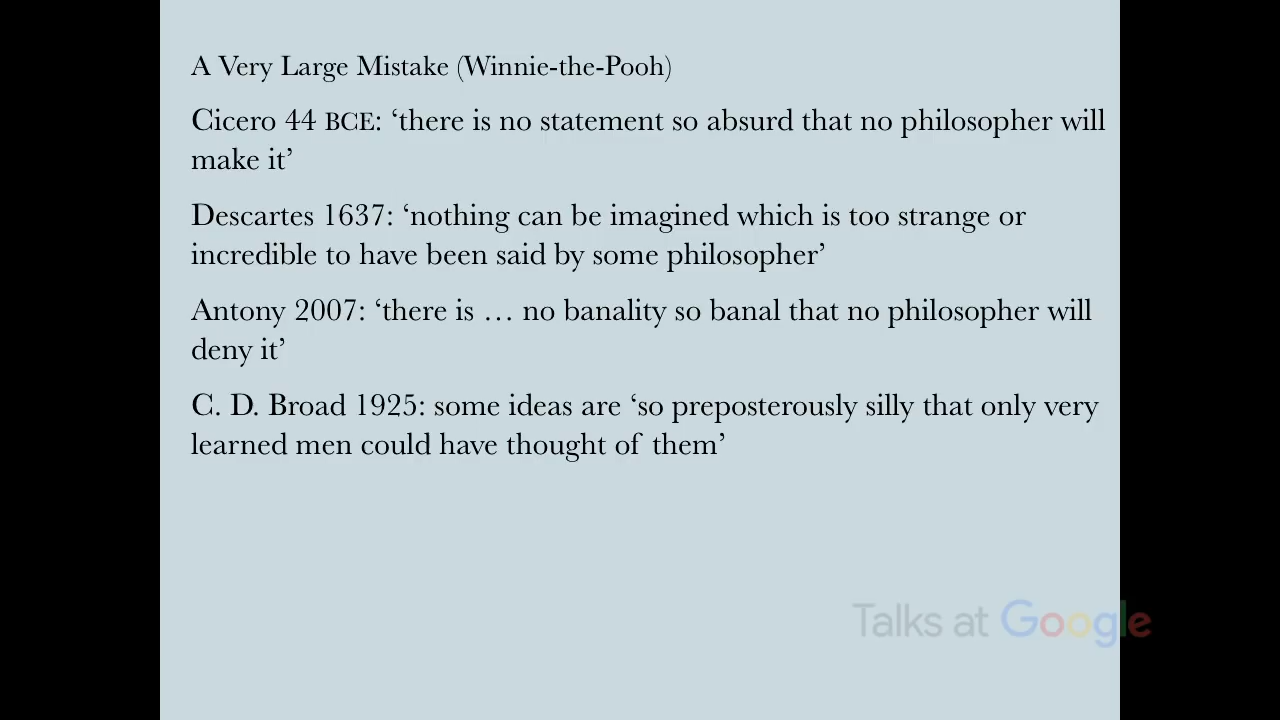 A Very Large Mistake (Winnie-the-Pooh)
Cicero 44 BCE: ‘there is no statement so absurd that no philosopher will
make it’
Descartes 1637: ‘nothing can be imagined which is too strange or
incredible to have been said by some philosopher’
Antony 2007: ‘there is … no banality so banal that no philosopher will
deny it’
C. D. Broad 1925: some ideas are ‘so preposterously silly that only very
learned men could have thought of them’
Talks at Google